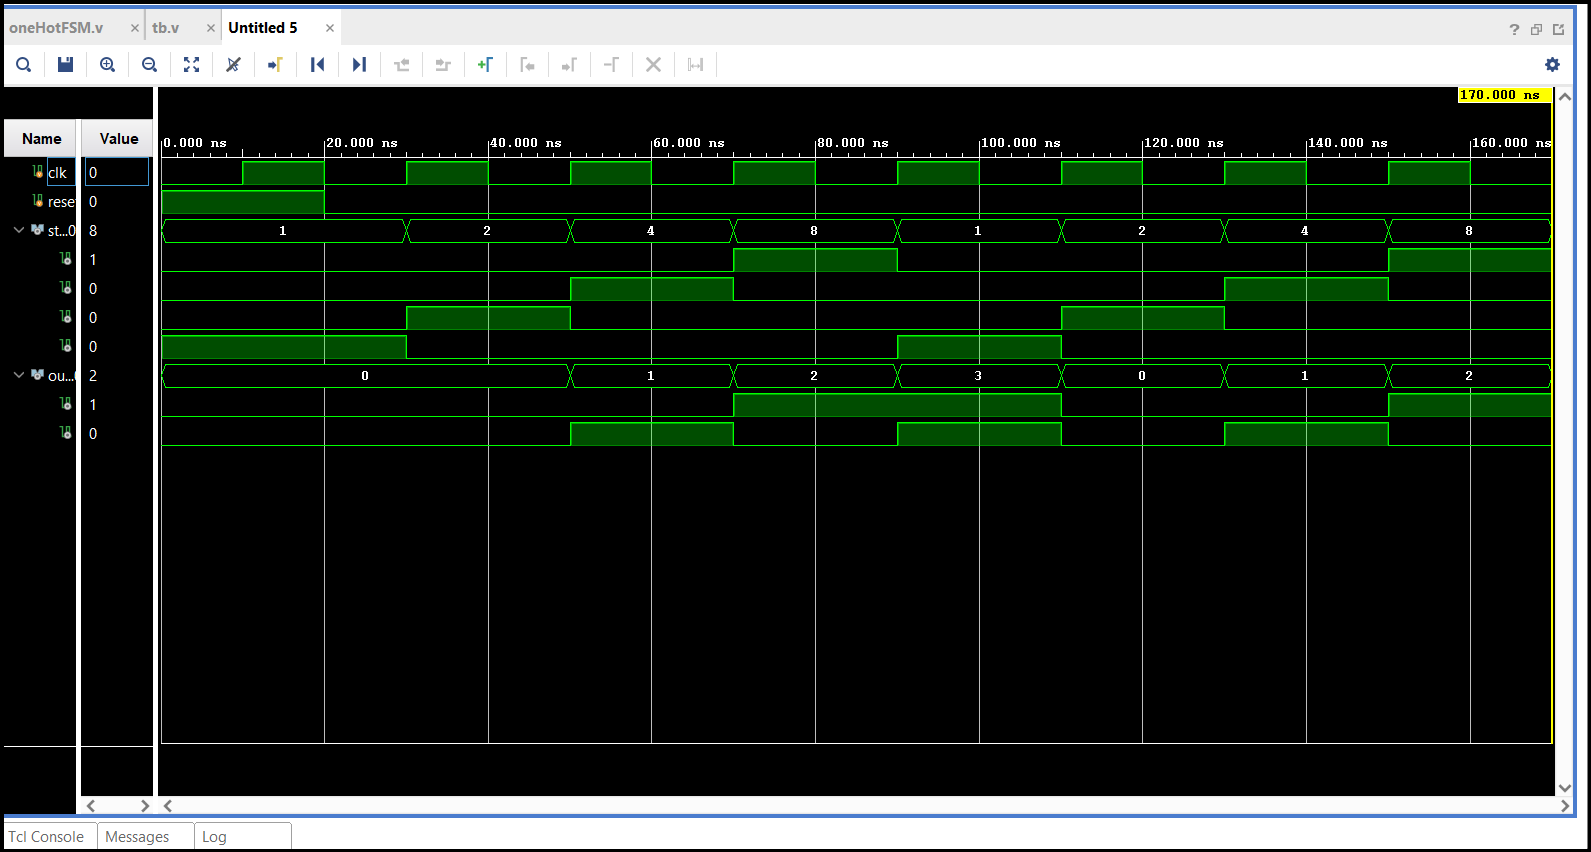 oneHotFSM.v × tb.v × Untitled 5 ×
?
170.000 ns
Name Value
0.000 ns 20.000 ns 40.000 ns 60.000 ns 80.000 ns 100.000 ns 120.000 ns 140.000 ns 160.000 ns
clk 0
rese 0
st...0 8 1 2 4 8 1 2 4 8
1
0
0
0
ou... 2 0 1 2 3 0 1 2
1
0
Tcl Console Messages Log